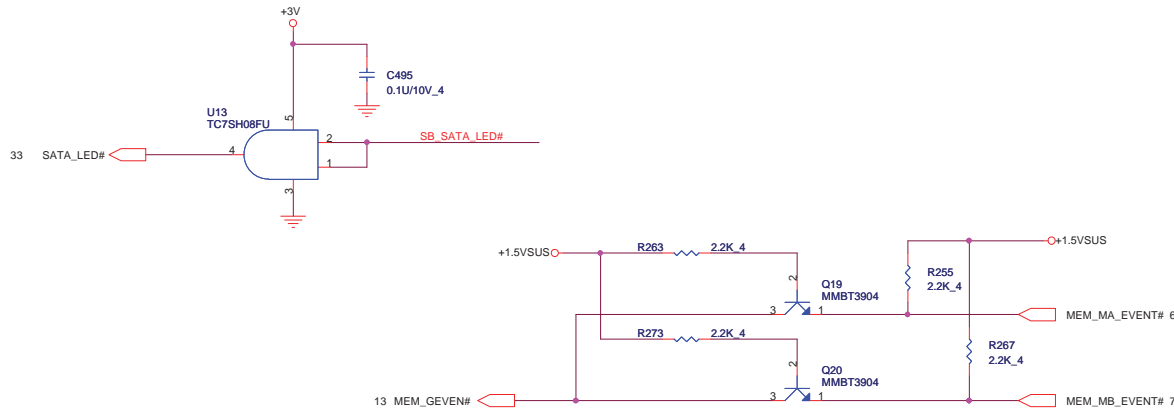 +3V
C495
0.1U/10V_4
U13
TC7SH08FU
5
2
SB_SATA_LED#
33 SATA_LED#
4
1
3
+1.5VSUS
R263
2.2K_4
+1.5VSUS
2
Q19
MMBT3904
R255
2.2K_4
3
1
MEM_MA_EVENT# 6
R273
2.2K_4
R267
2.2K_4
2
Q20
MMBT3904
13 MEM_GEVEN#
3
1
MEM_MB_EVENT# 7